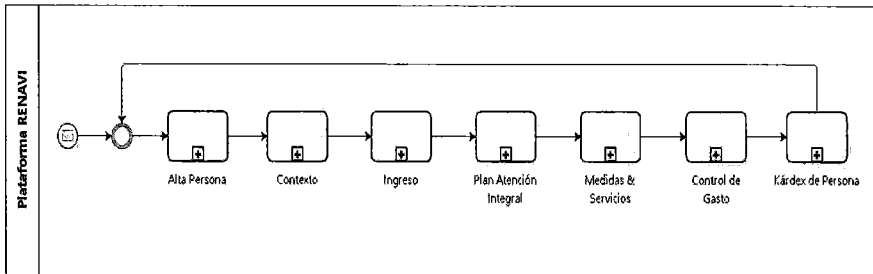 Plataforma RENAVI
Alta Persona
Contexto
Ingreso
Plan Atención
Integral
Medidas &
Servicios
Control de
Gasto
Kárdex de Persona